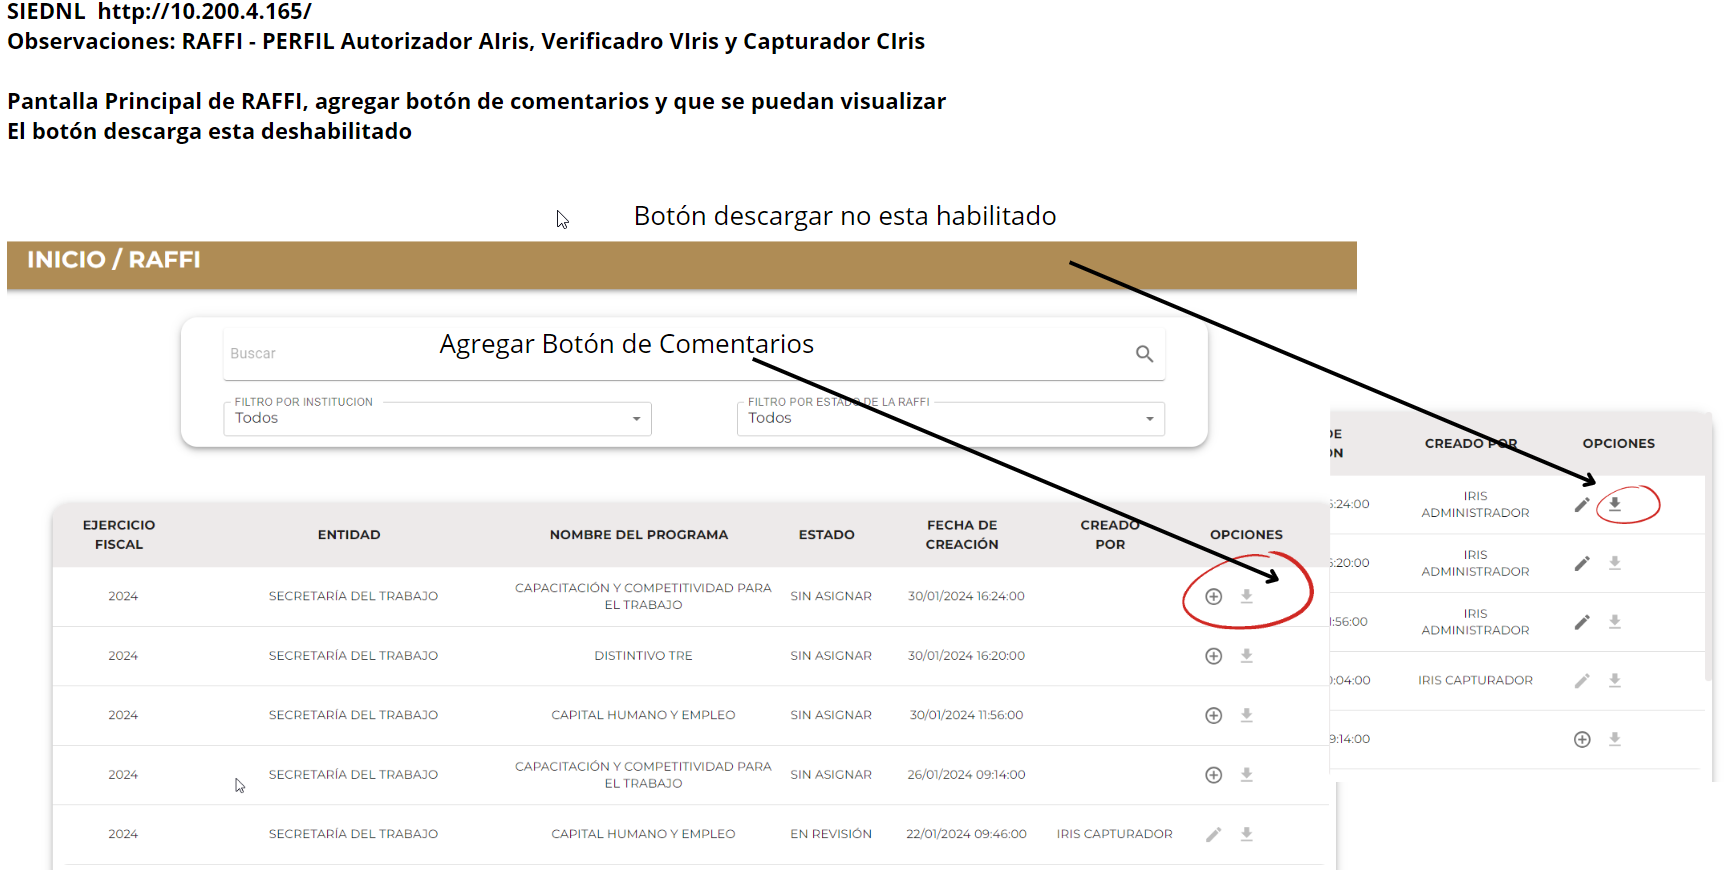 SIEDNL  http://10.200.4.165/
Observaciones: RAFFI - PERFIL Autorizador AIris, Verificadro VIris y Capturador CIris
Pantalla Principal de RAFFI, agregar botón de comentarios y que se puedan visualizar
El botón descarga esta deshabilitado
Botón descargar no esta habilitado
INICIO / RAFFI
Buscar
Agregar Botón de Comentarios
FILTRO POR INSTITUCION
Todos
FILTRO POR ESTADO DE LA RAFFI
Todos
EJERCICIO FISCAL ENTIDAD NOMBRE DEL PROGRAMA ESTADO FECHA DE CREACIÓN CREADO POR OPCIONES
2024 SECRETARÍA DEL TRABAJO CAPACITACIÓN Y COMPETITIVIDAD PARA EL TRABAJO SIN ASIGNAR 30/01/2024 16:24:00
2024 SECRETARÍA DEL TRABAJO DISTINTIVO TRE SIN ASIGNAR 30/01/2024 16:20:00
2024 SECRETARÍA DEL TRABAJO CAPITAL HUMANO Y EMPLEO SIN ASIGNAR 30/01/2024 11:56:00
2024 SECRETARÍA DEL TRABAJO CAPACITACIÓN Y COMPETITIVIDAD PARA EL TRABAJO SIN ASIGNAR 26/01/2024 09:14:00
2024 SECRETARÍA DEL TRABAJO CAPITAL HUMANO Y EMPLEO EN REVISIÓN 22/01/2024 09:46:00 IRIS CAPTURADOR
DE CREADO POR OPCIONES
:24:00 IRIS ADMINISTRADOR
:20:00 IRIS ADMINISTRADOR
:56:00 IRIS ADMINISTRADOR
:04:00 IRIS CAPTURADOR
9:14:00